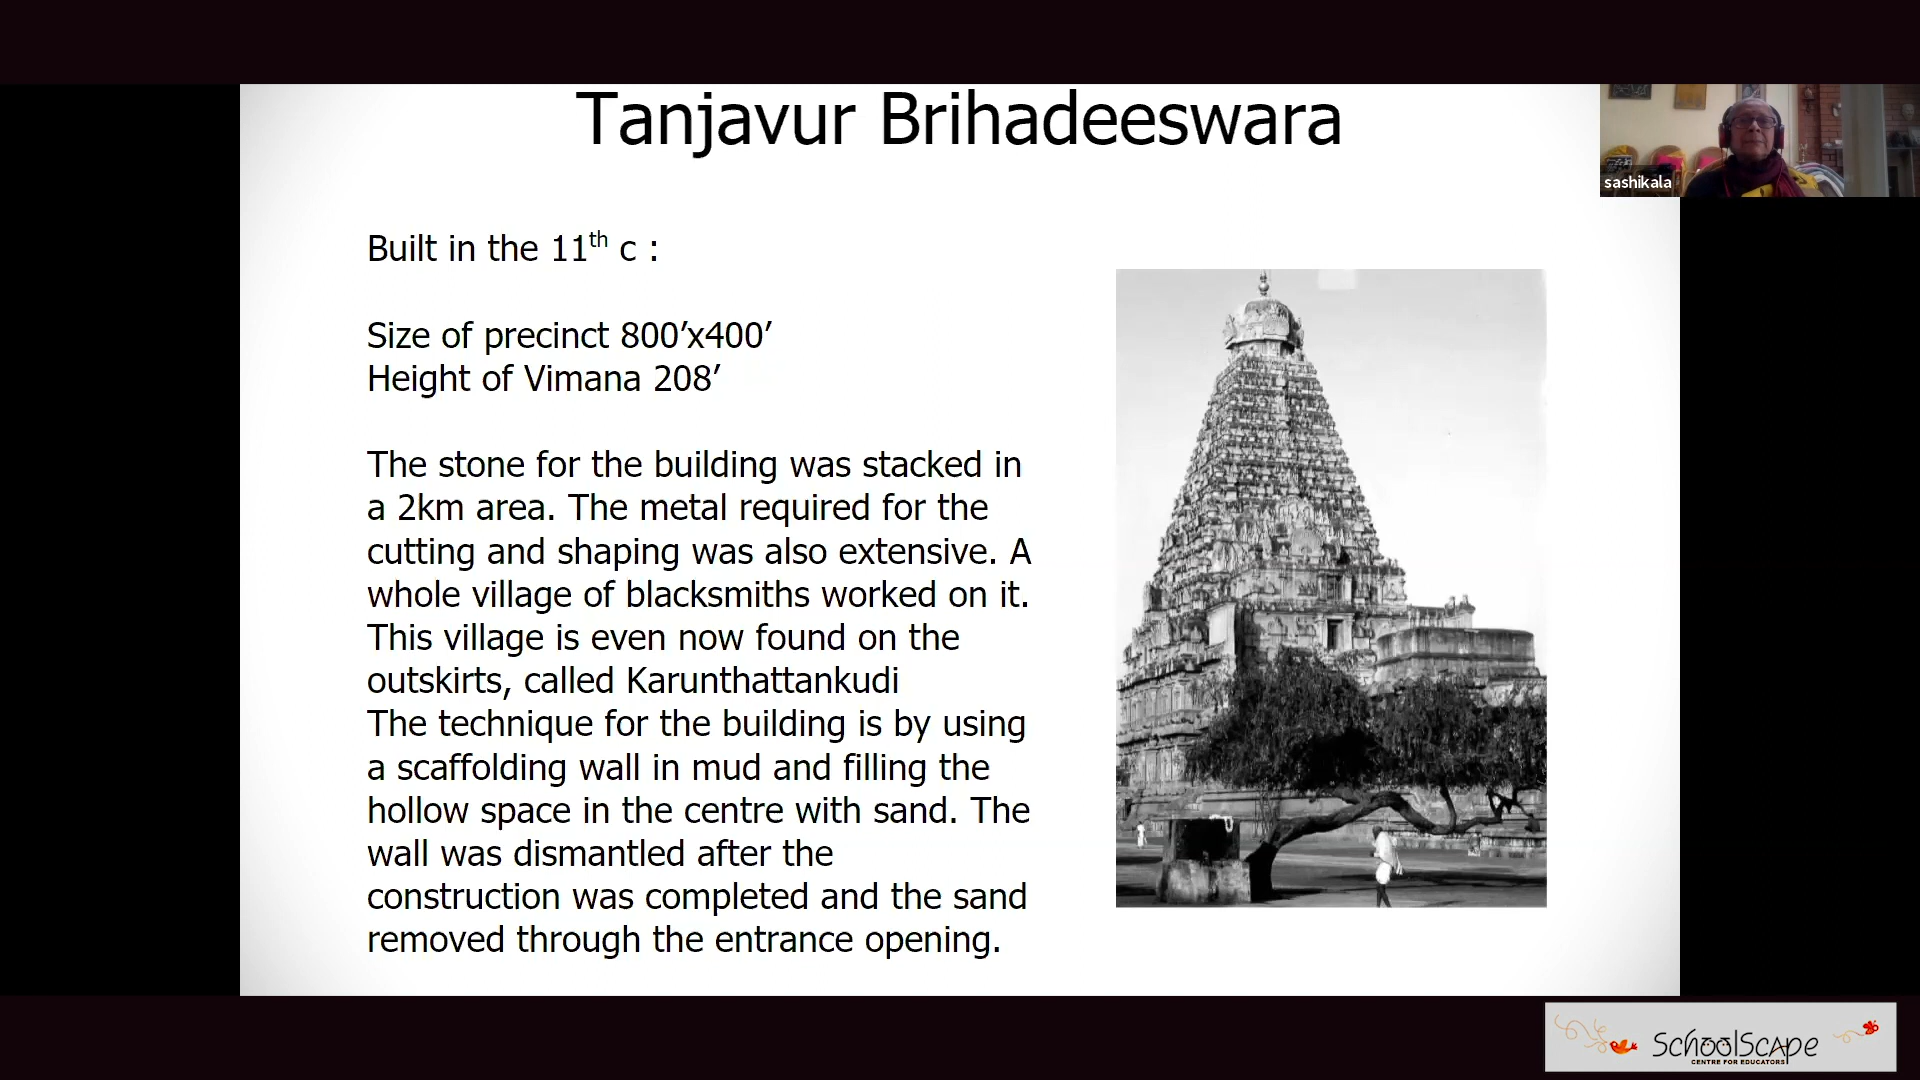 Tanjavur Brihadeeswara
sashikala
Built in the 11th c :
Size of precinct 800’x400’
Height of Vimana 208’
The stone for the building was stacked in
a 2km area. The metal required for the
cutting and shaping was also extensive. A
whole village of blacksmiths worked on it.
This village is even now found on the
outskirts, called Karunthattankudi
The technique for the building is by using
a scaffolding wall in mud and filling the
hollow space in the centre with sand. The
wall was dismantled after the
construction was completed and the sand
removed through the entrance opening.
SchoolScape
CENTRE FOR EDUCATORS